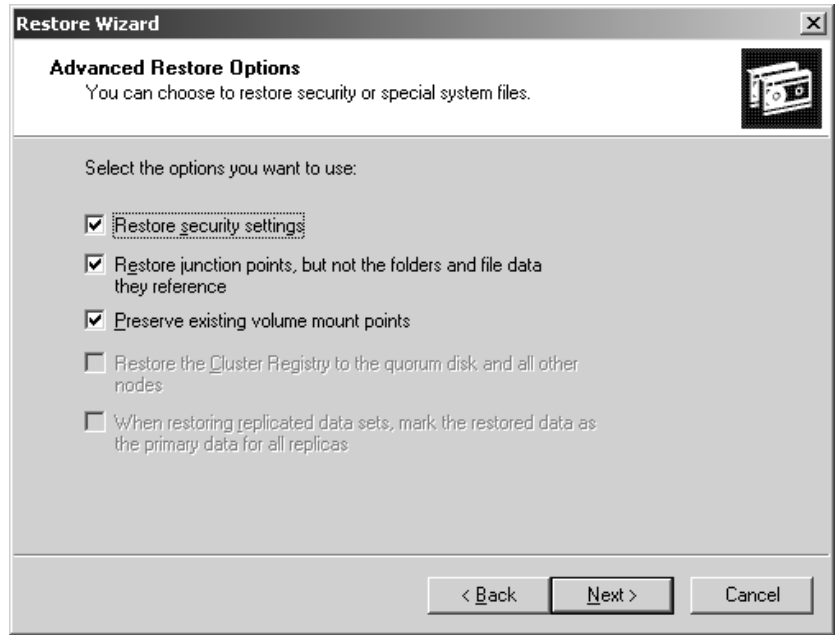 Restore Wizard
Advanced Restore Options
You can choose to restore security or special system files.
Select the options you want to use:
Restore security settings
Restore junction points, but not the folders and file data
they reference
Preserve existing volume mount points
Restore the Cluster Registry to the quorum disk and all other
nodes
When restoring replicated data sets, mark the restored data as
the primary data for all replicas
< Back Next > Cancel